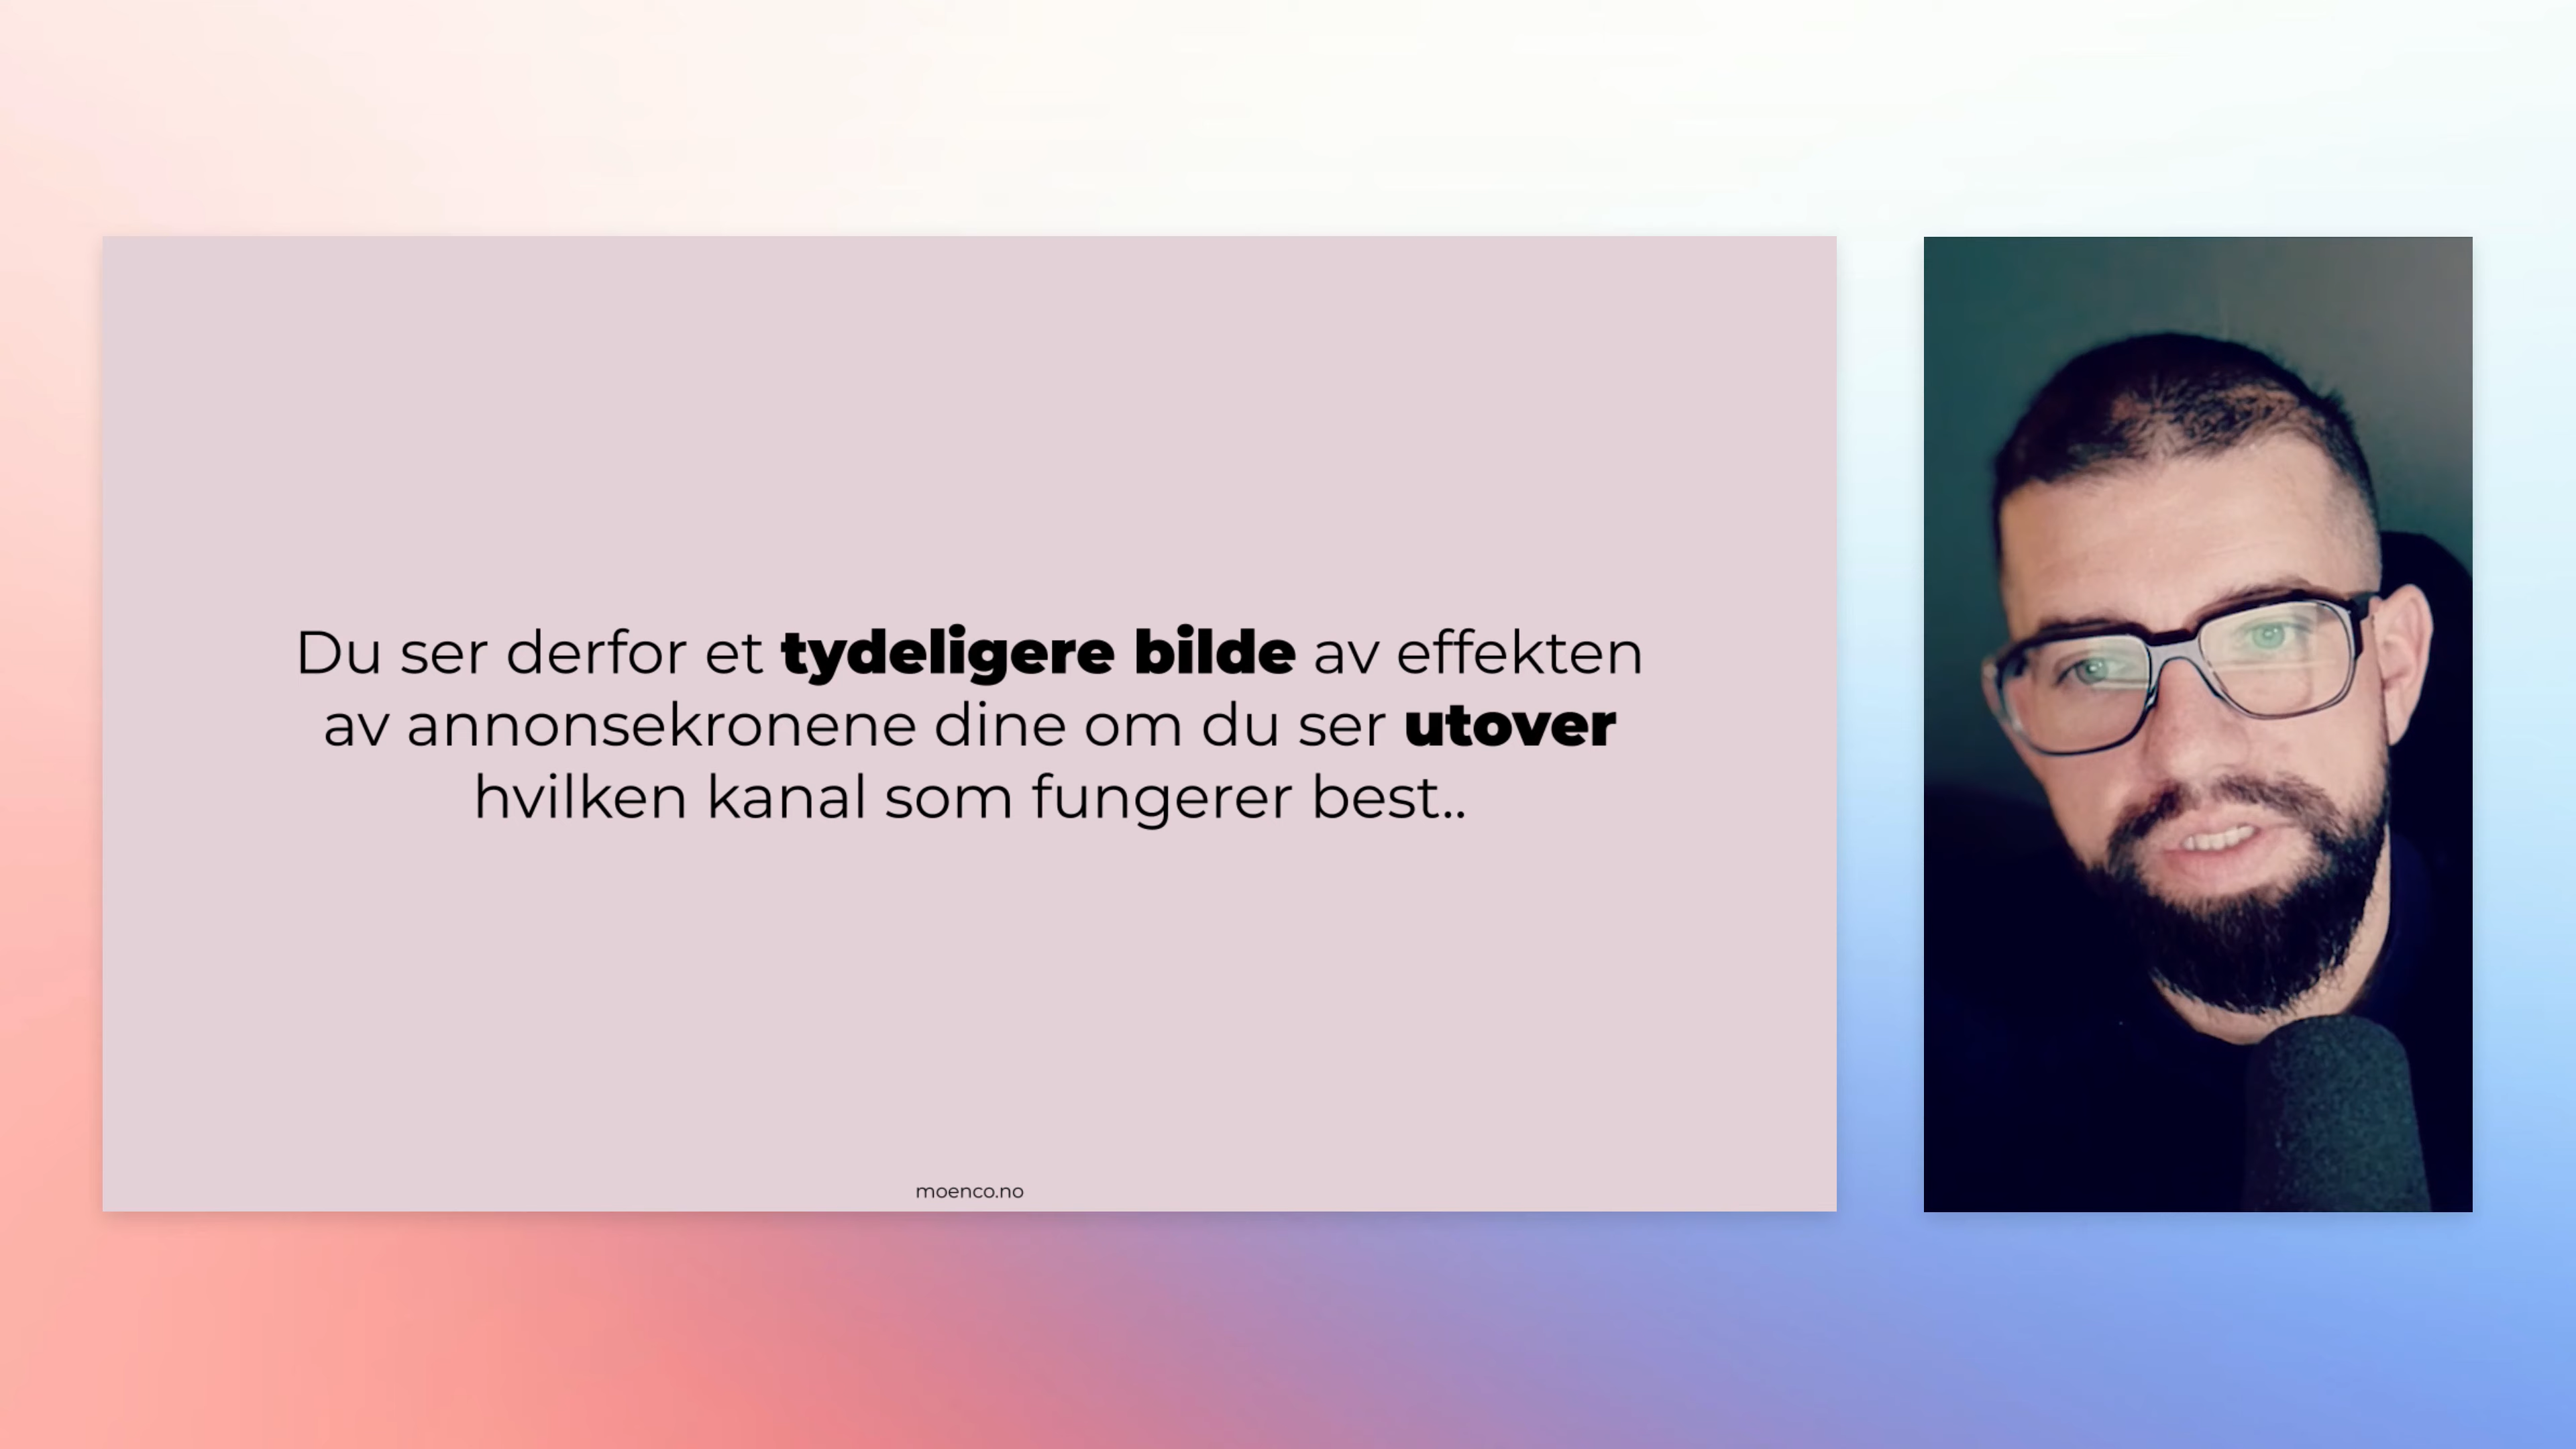 Du ser derfor et tydeligere bilde av effekten
av annonsekronene dine om du ser utover
hvilken kanal som fungerer best..
moenco.no